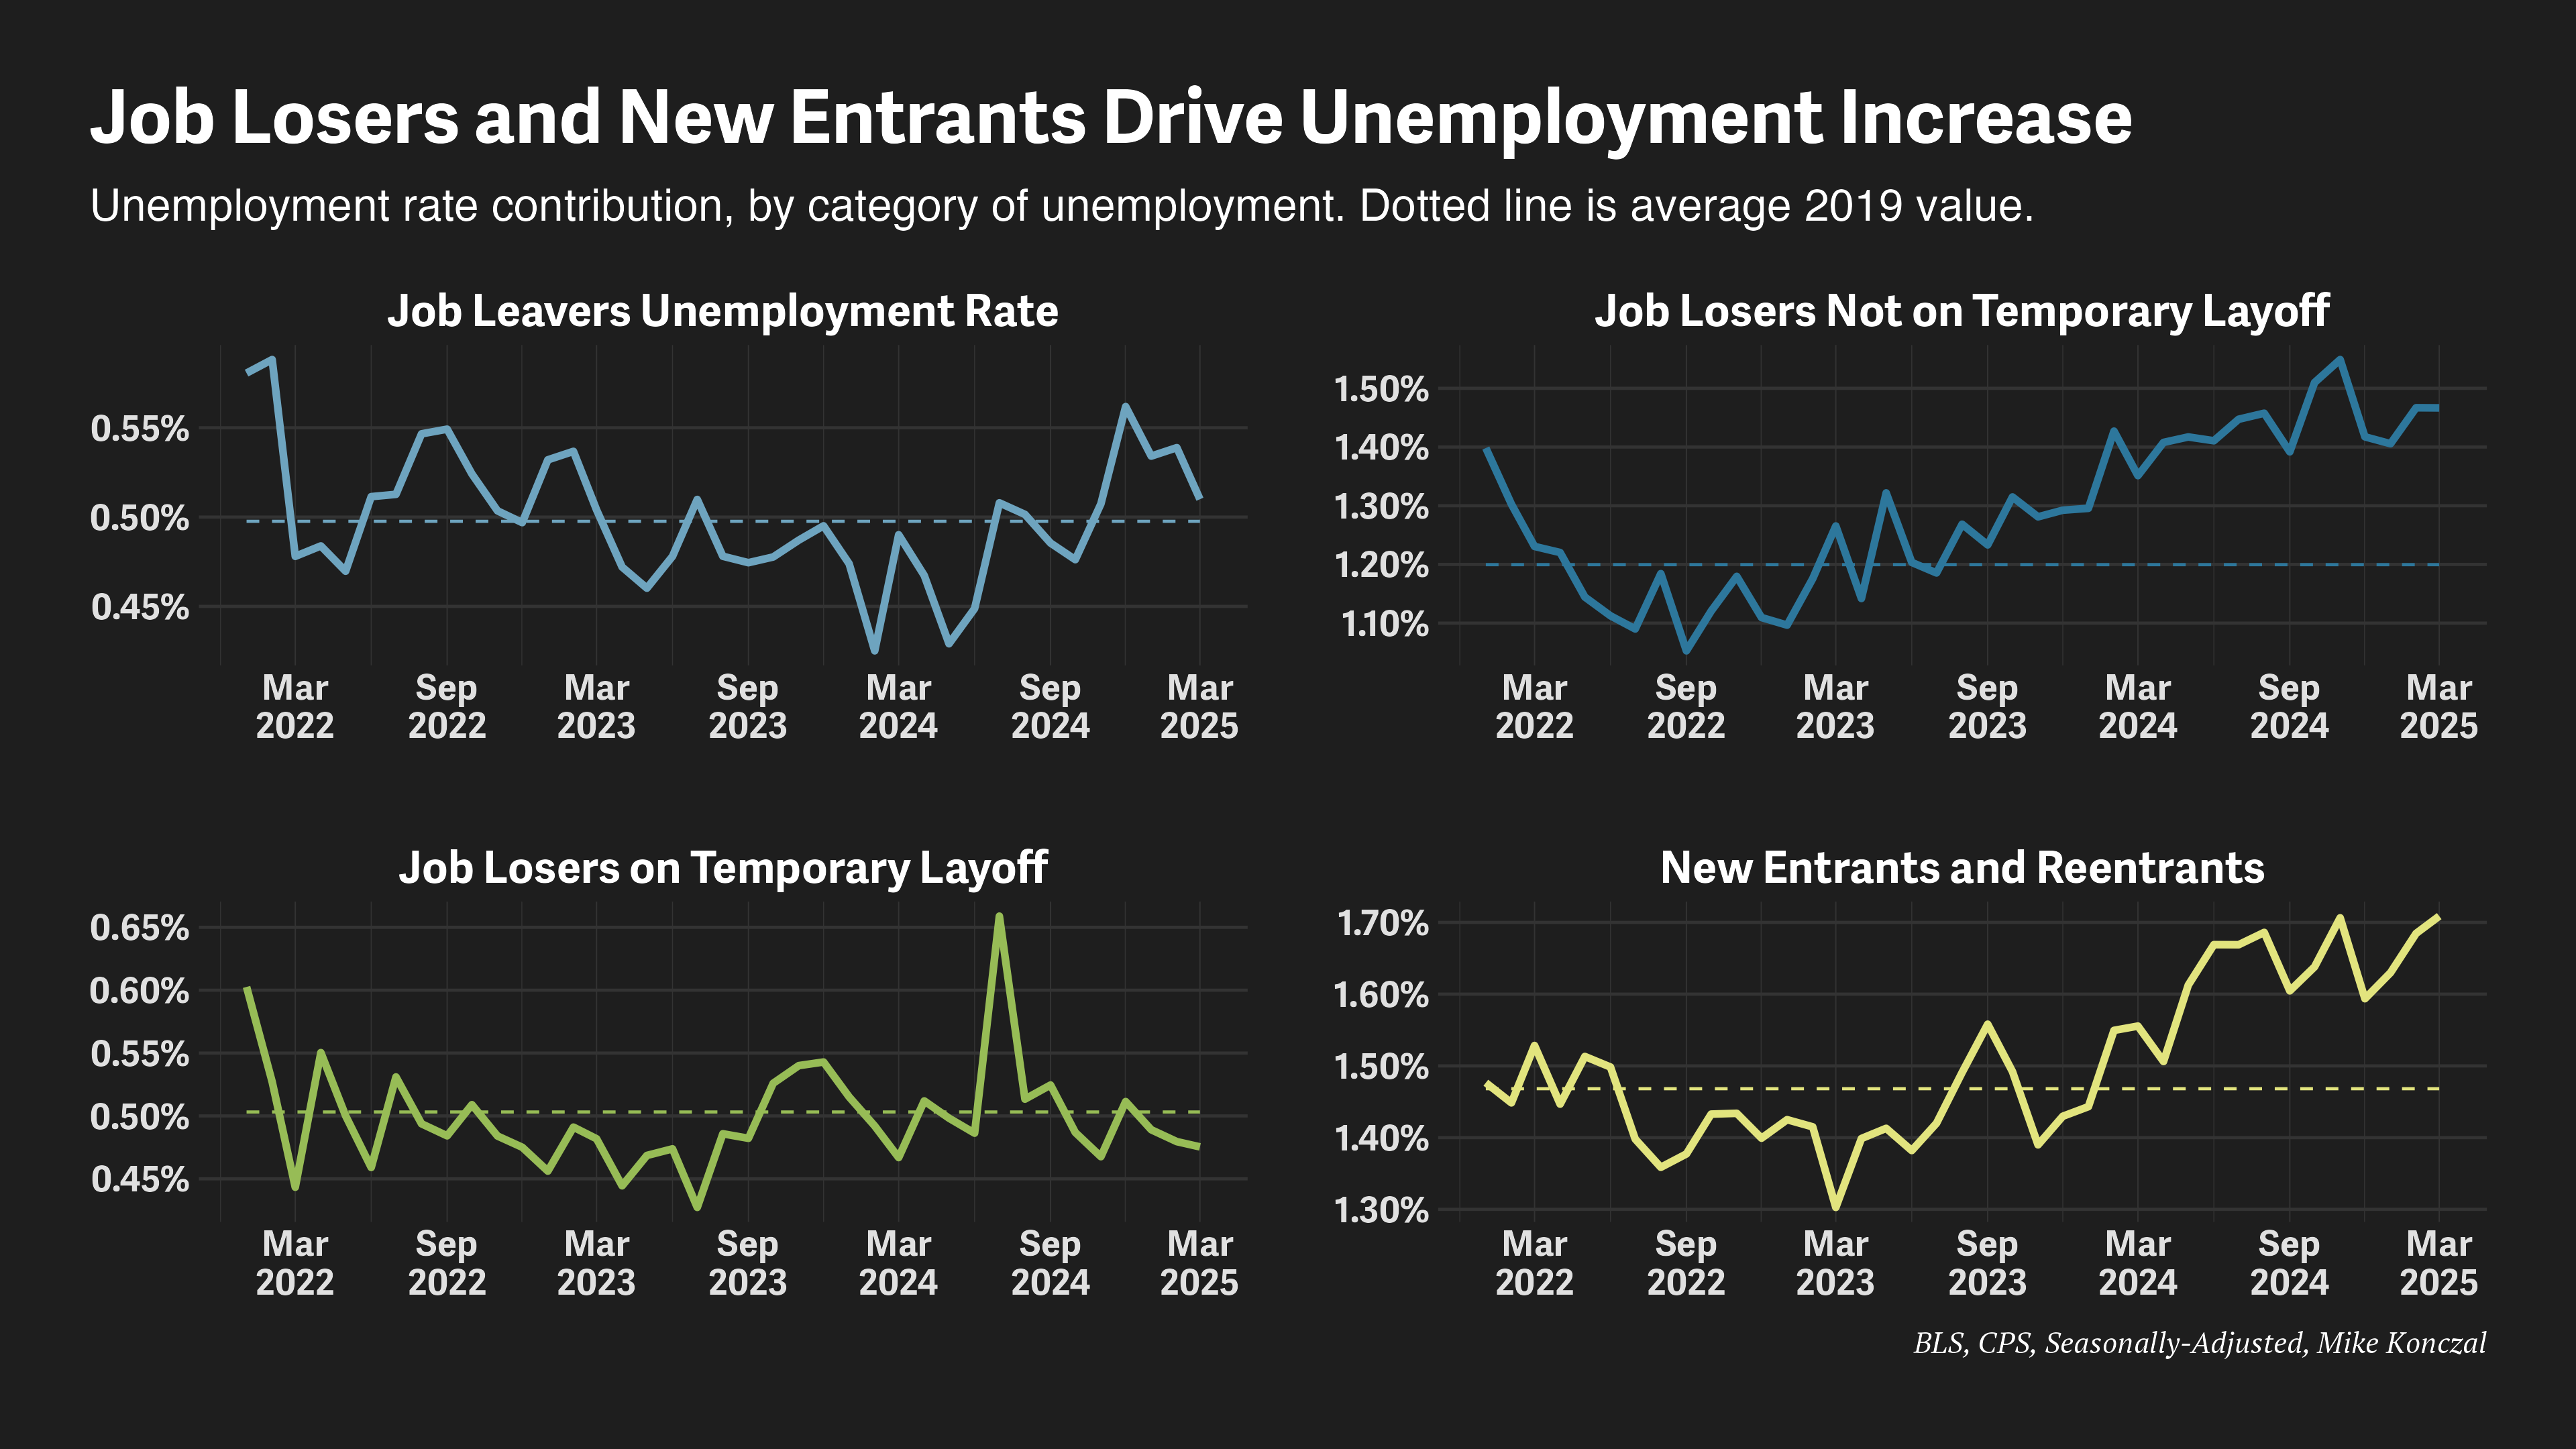 Job Losers and New Entrants Drive Unemployment Increase
Unemployment rate contribution, by category of unemployment. Dotted line is average 2019 value.
Job Leavers Unemployment Rate
0.55%
0.50%
0.45%
Mar Sep Mar Sep Mar Sep Mar
2022 2022 2023 2023 2024 2024 2025
Job Losers Not on Temporary Layoff
1.50%
1.40%
1.30%
1.20%
1.10%
Mar Sep Mar Sep Mar Sep Mar
2022 2022 2023 2023 2024 2024 2025
Job Losers on Temporary Layoff
0.65%
0.60%
0.55%
0.50%
0.45%
Mar Sep Mar Sep Mar Sep Mar
2022 2022 2023 2023 2024 2024 2025
New Entrants and Reentrants
1.70%
1.60%
1.50%
1.40%
1.30%
Mar Sep Mar Sep Mar Sep Mar
2022 2022 2023 2023 2024 2024 2025
BLS, CPS, Seasonally-Adjusted, Mike Konczal